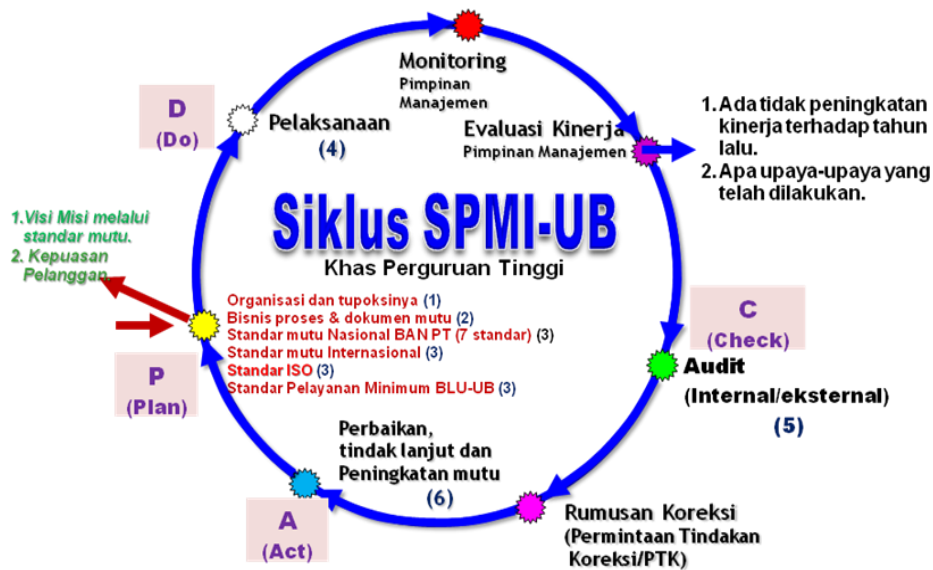 Monitoring
Pimpinan
Manajemen
D
(Do)
Pelaksanaan
(4)
Evaluasi Kinerja
Pimpinan Manajemen
1. Ada tidak peningkatan
kinerja terhadap tahun
lalu.
2. Apa upaya-upaya yang
telah dilakukan.
Siklus SPMI-UB
Khas Perguruan Tinggi
1.Visi Misi melalui
standar mutu.
2. Kepuasan
Pelanggan
Organisasi dan tupoksinya (1)
Bisnis proses & dokumen mutu (2)
Standar mutu Nasional BAN PT (7 standar) (3)
Standar mutu Internasional (3)
Standar ISO (3)
Standar Pelayanan Minimum BLU-UB (3)
C
(Check)
Audit
(Internal/eksternal)
(5)
P
(Plan)
Perbaikan,
tindak lanjut dan
Peningkatan mutu
(6)
A
(Act)
Rumusan Koreksi
(Permintaan Tindakan
Koreksi/PTK)